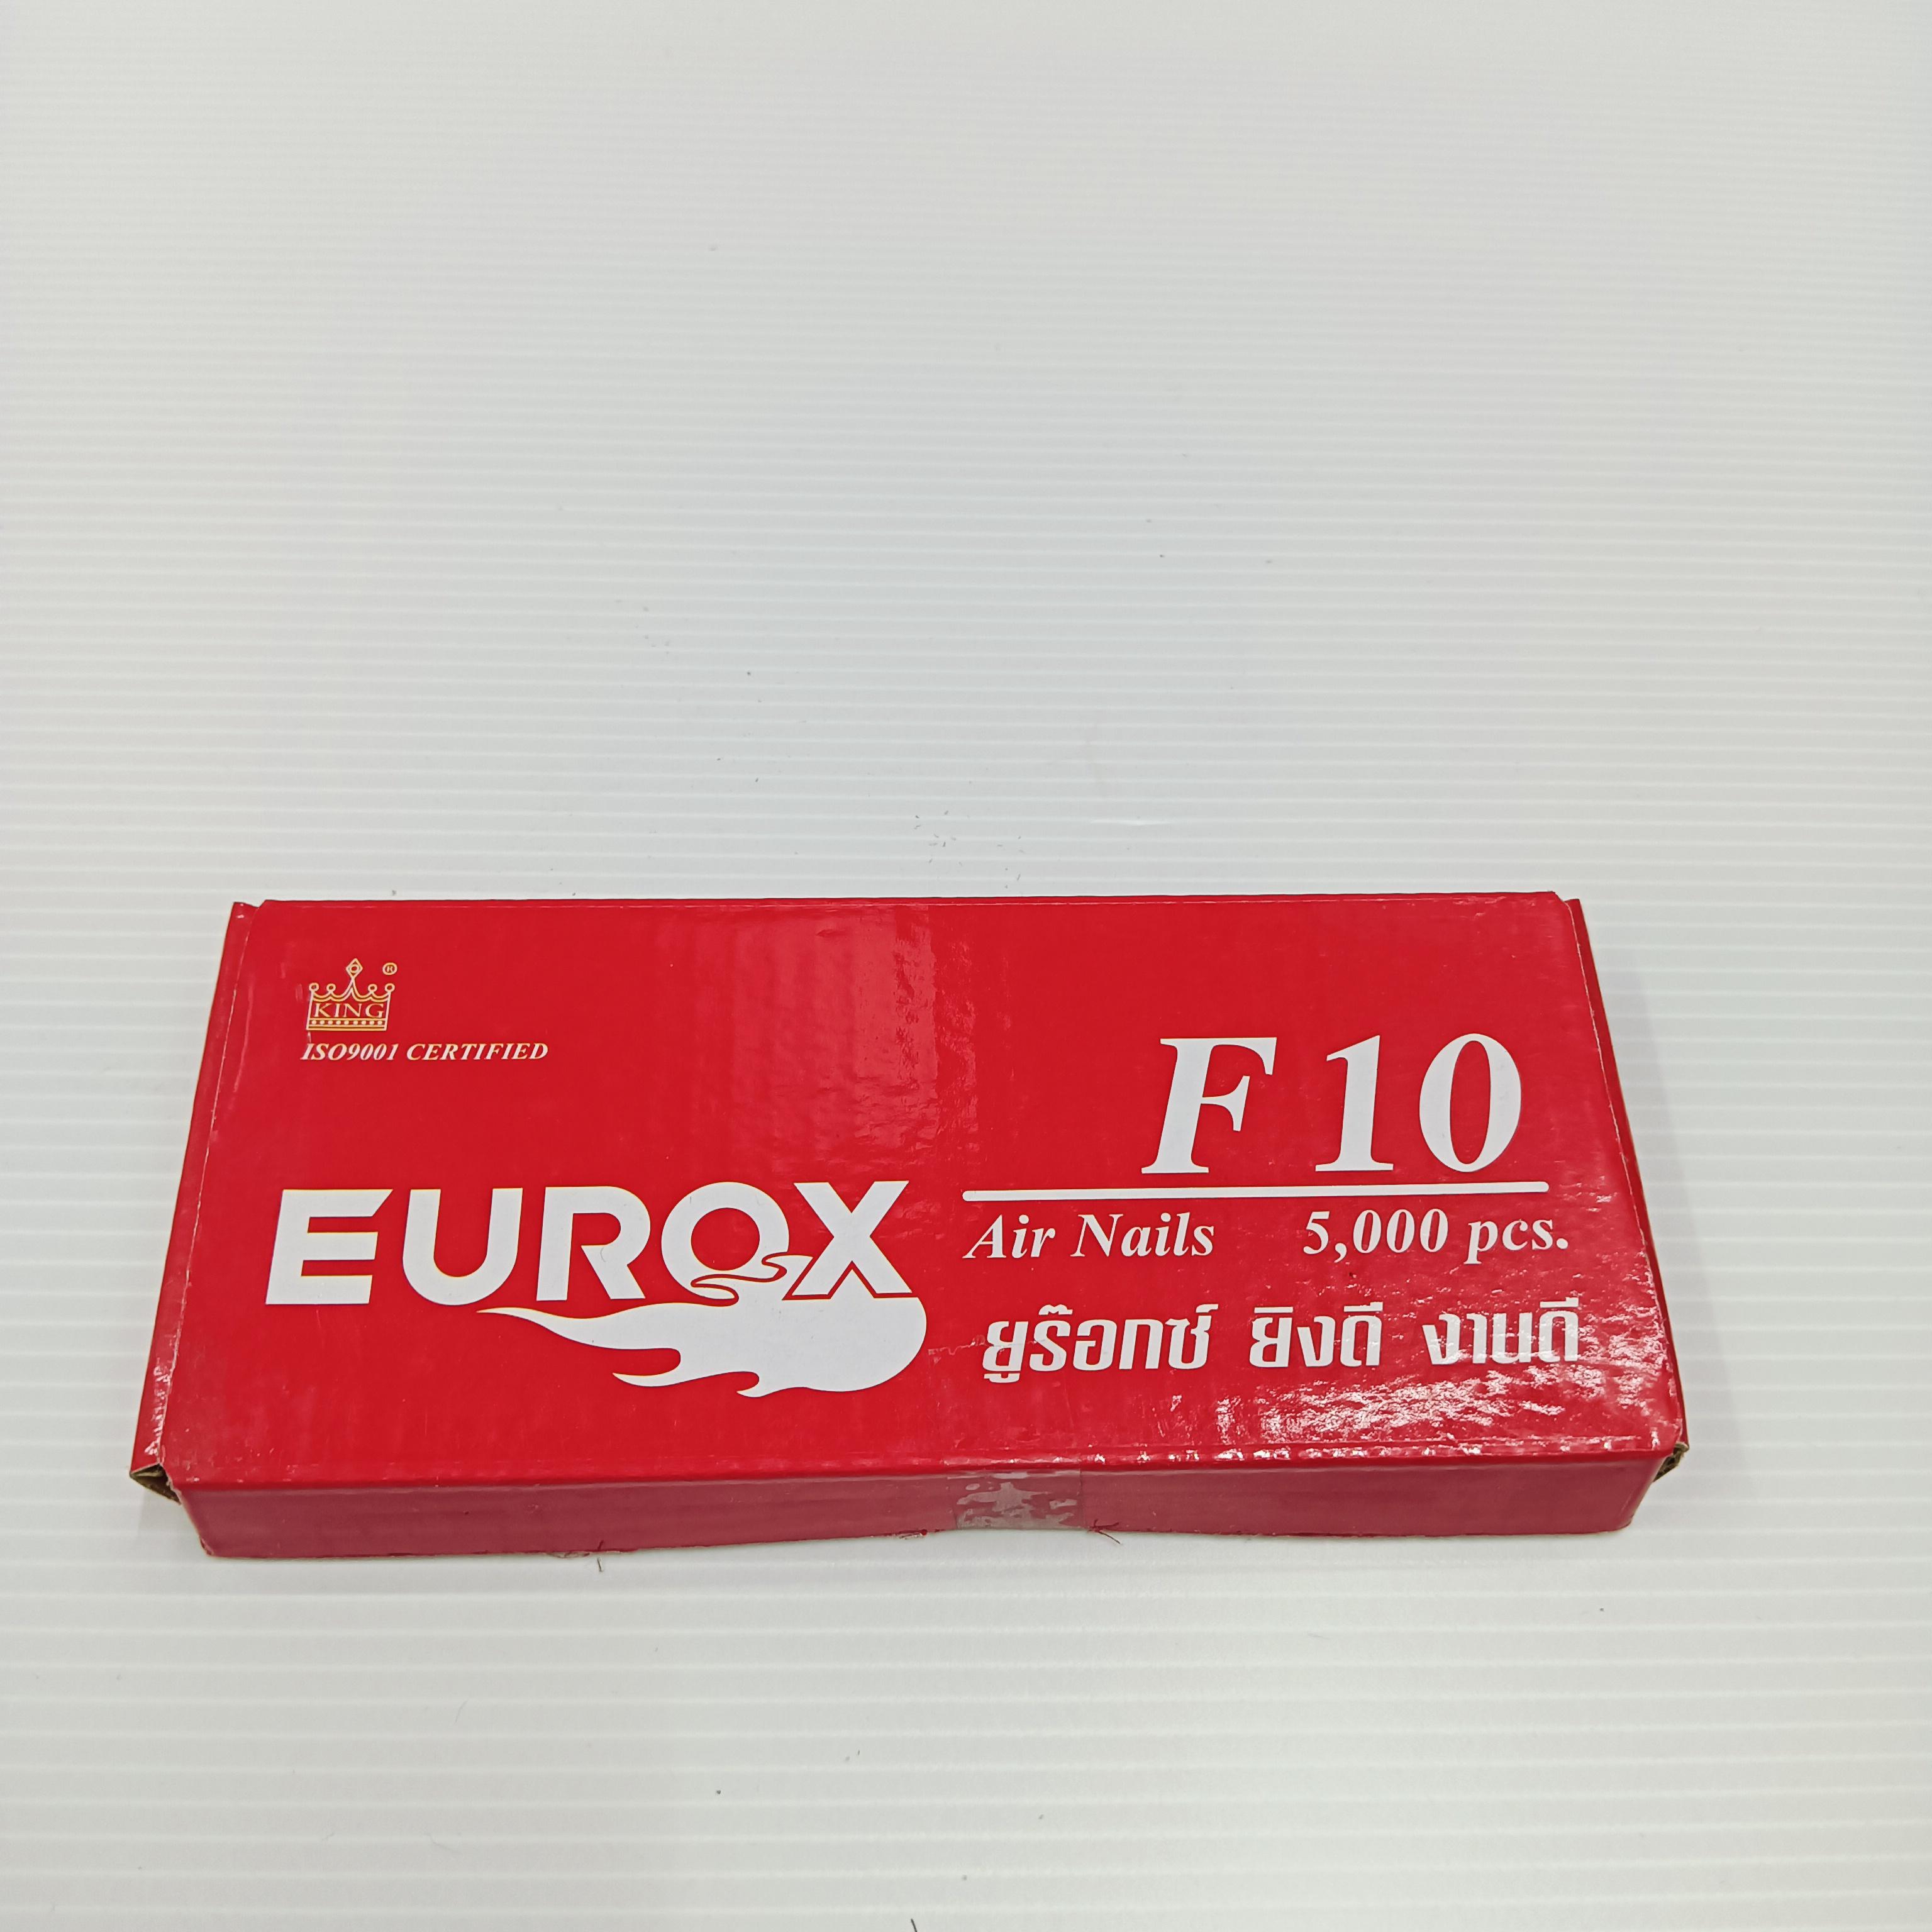 KING ®
ISO9001 CERTIFIED
EUROX
F 10
Air Nails 5,000 pcs.
ยูร๊อกซ์ ยิงดี งานดี